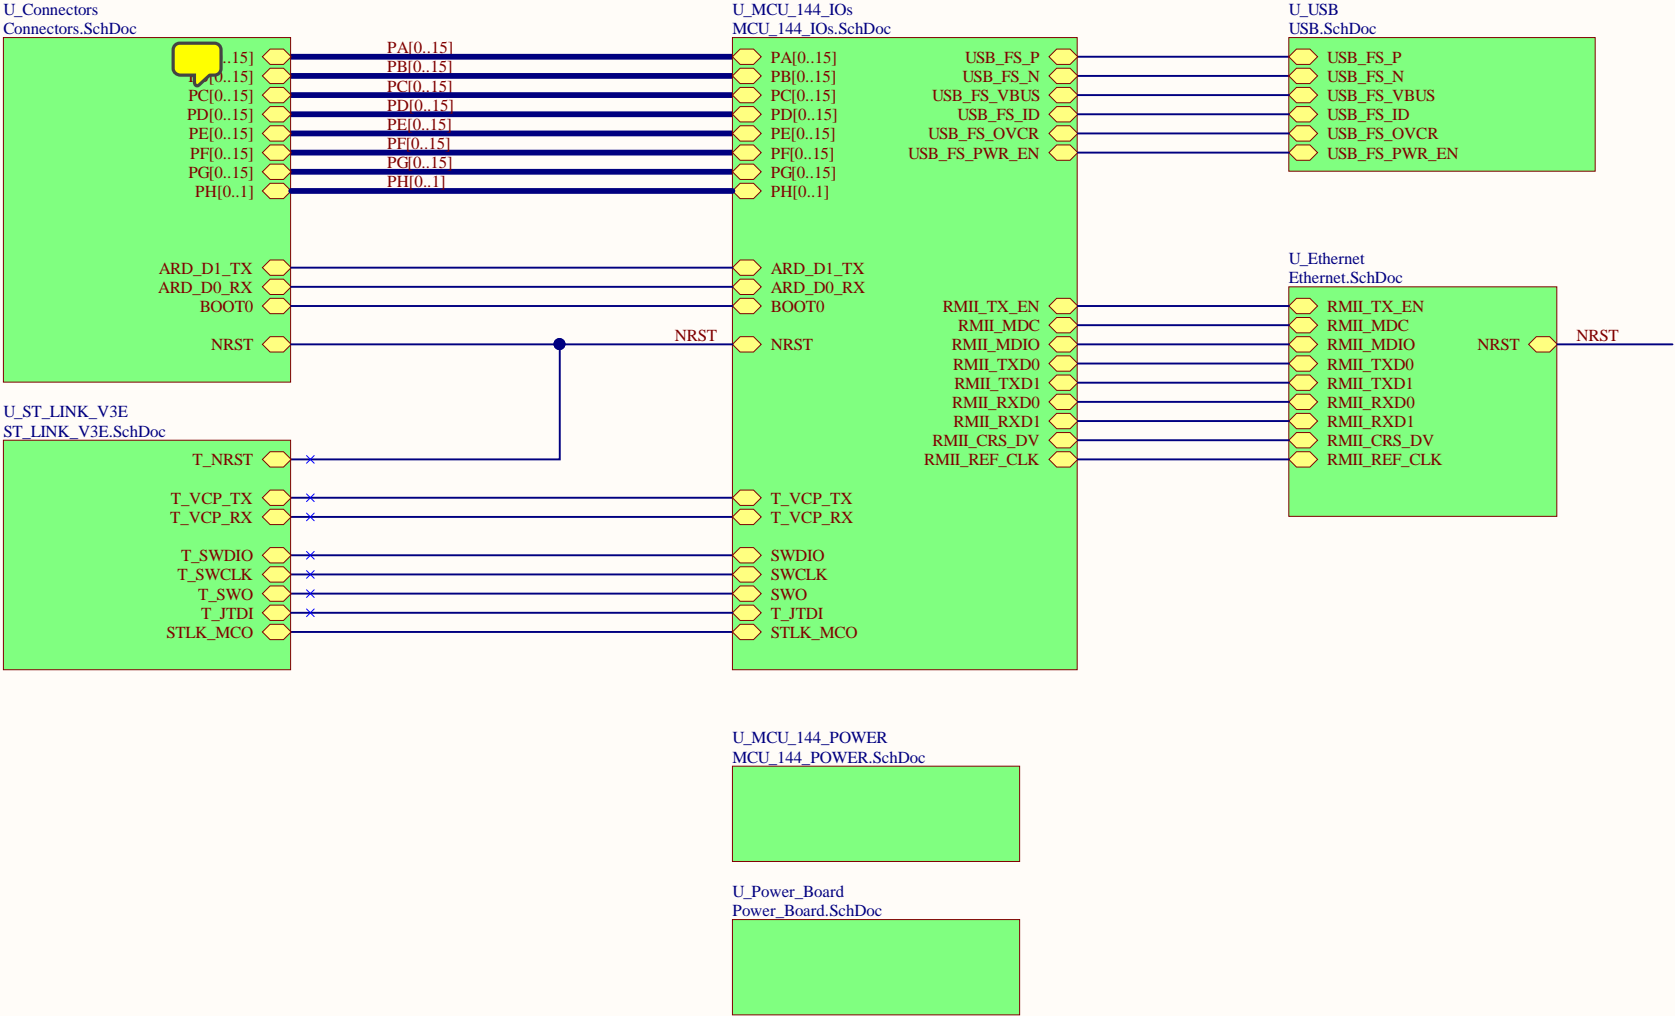 U_Connectors
Connectors.SchDoc
..15]
[0..15]
PC[0..15]
PD[0..15]
PE[0..15]
PF[0..15]
PG[0..15]
PH[0..1]
ARD_D1_TX
ARD_D0_RX
BOOT0
NRST
PA[0..15]
PB[0..15]
PC[0..15]
PD[0..15]
PE[0..15]
PF[0..15]
PG[0..15]
PH[0..1]
NRST
U_ST_LINK_V3E
ST_LINK_V3E.SchDoc
T_NRST
T_VCP_TX
T_VCP_RX
T_SWDIO
T_SWCLK
T_SWO
T_JTDI
STLK_MCO
U_MCU_144_IOs
MCU_144_IOs.SchDoc
PA[0..15]
PB[0..15]
PC[0..15]
PD[0..15]
PE[0..15]
PF[0..15]
PG[0..15]
PH[0..1]
ARD_D1_TX
ARD_D0_RX
BOOT0
NRST
T_VCP_TX
T_VCP_RX
SWDIO
SWCLK
SWO
T_JTDI
STLK_MCO
USB_FS_P
USB_FS_N
USB_FS_VBUS
USB_FS_ID
USB_FS_OVCR
USB_FS_PWR_EN
RMII_TX_EN
RMII_MDC
RMII_MDIO
RMII_TXD0
RMII_TXD1
RMII_RXD0
RMII_RXD1
RMII_CRS_DV
RMII_REF_CLK
U_USB
USB.SchDoc
USB_FS_P
USB_FS_N
USB_FS_VBUS
USB_FS_ID
USB_FS_OVCR
USB_FS_PWR_EN
U_Ethernet
Ethernet.SchDoc
RMII_TX_EN
RMII_MDC
RMII_MDIO
RMII_TXD0
RMII_TXD1
RMII_RXD0
RMII_RXD1
RMII_CRS_DV
RMII_REF_CLK
NRST
NRST
U_MCU_144_POWER
MCU_144_POWER.SchDoc
U_Power_Board
Power_Board.SchDoc